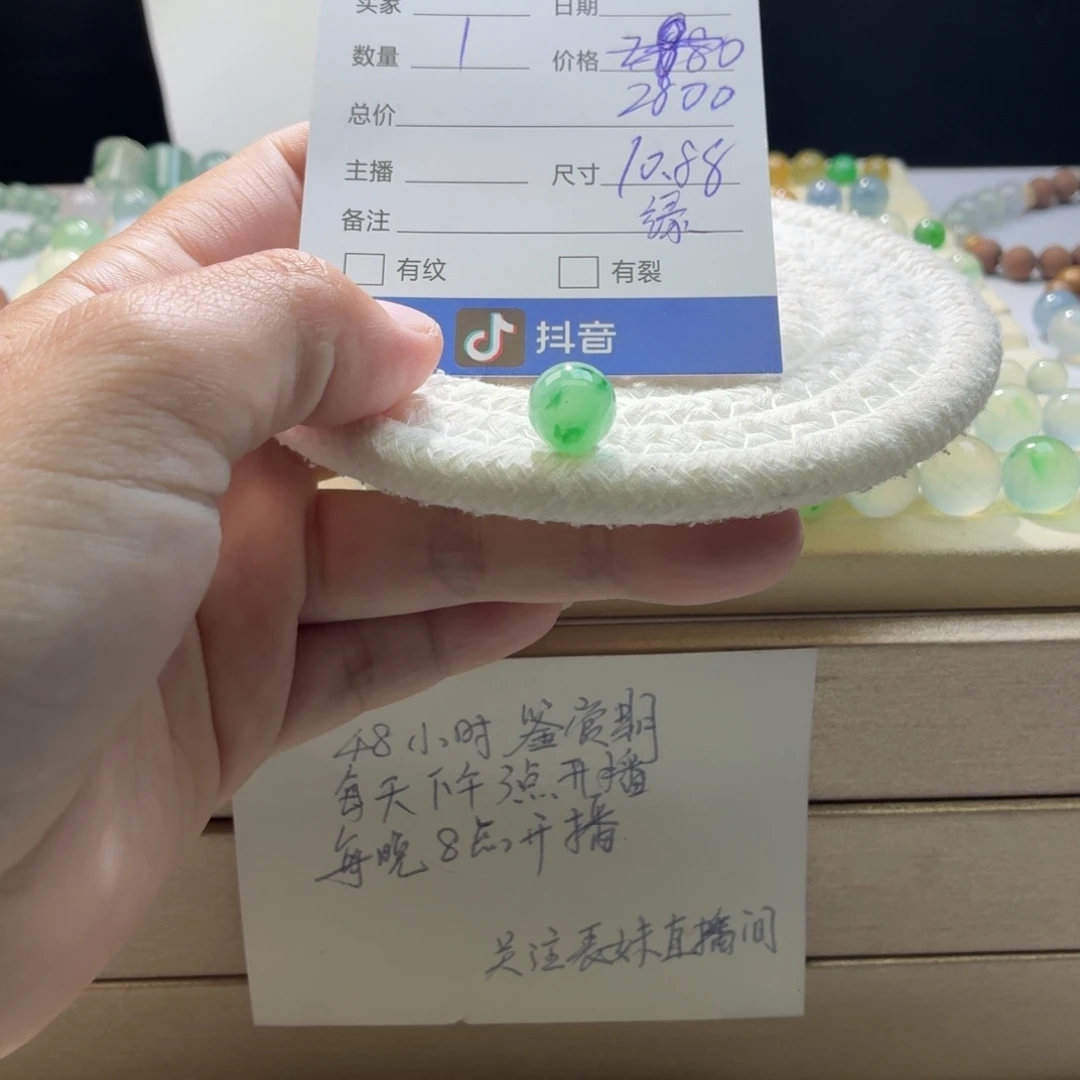 买家 日期
数量 1 价格
2800
总价
主播 尺寸 10.88
备注 缘
有纹 有裂
抖音
48小时鉴赏期
每天下午3点开播
每晚8点开播
关注表妹直播间